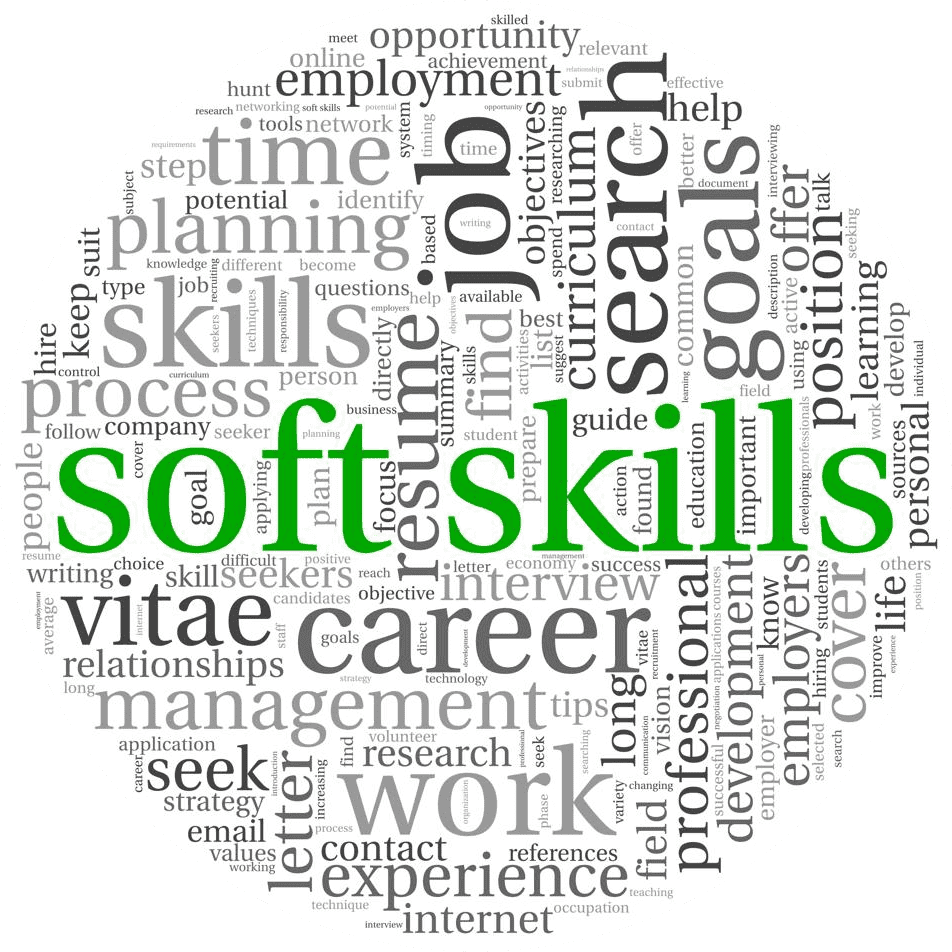 skilled
meet
opportunity
relevant
online
achievement
employment
relationships
submit
effective
hunt
search
help
research
networking
soft skills
potential
opportunity
tools
network
system
timing
time
job
time
objectives
researching
offer
better
goals
interviewing
requirements
step
curriculum
document
subject
potential
identify
writing
contact
offer
talk
planning
based
spend
common
position
seeking
suit
knowledge
different
become
recruiting
description
type
job
questions
help
available
learning
keep
skills
seekers
techniques
responsibility
employers
objectives
best
active
develop
hire
directly
resume
summary
skills
find
activities
list
suggest
using
individual
control
curriculum
person
learning
field
process
business
guide
work
personal
follow
company
seeker
planning
student
important
professionals
sources
people
soft skills
cover
goal
applying
plan
focus
prepare
action
found
education
developing
resume
writing
choice
difficult
positive
letter
economy
management
success
others
skill
seekers
reach
interview
professional
development
courses
employers
students
cover
position
employment
average
vitae
internet
candidates
objective
career
know
life
staff
goals
direct
development
vitae
recruitment
applications
personal
hiring
improve
experience
relationships
strategy
technology
long
management
tips
long
vision
negotiation
application
volunteer
find
research
professional
seek
searching
communication
successful
employer
selected
search
career
seek
introduction
increasing
work
strategy
letter
organization
phase
variety
changing
email
process
field
values
contact
references
working
experience
teaching
technique
occupation
interview
internet